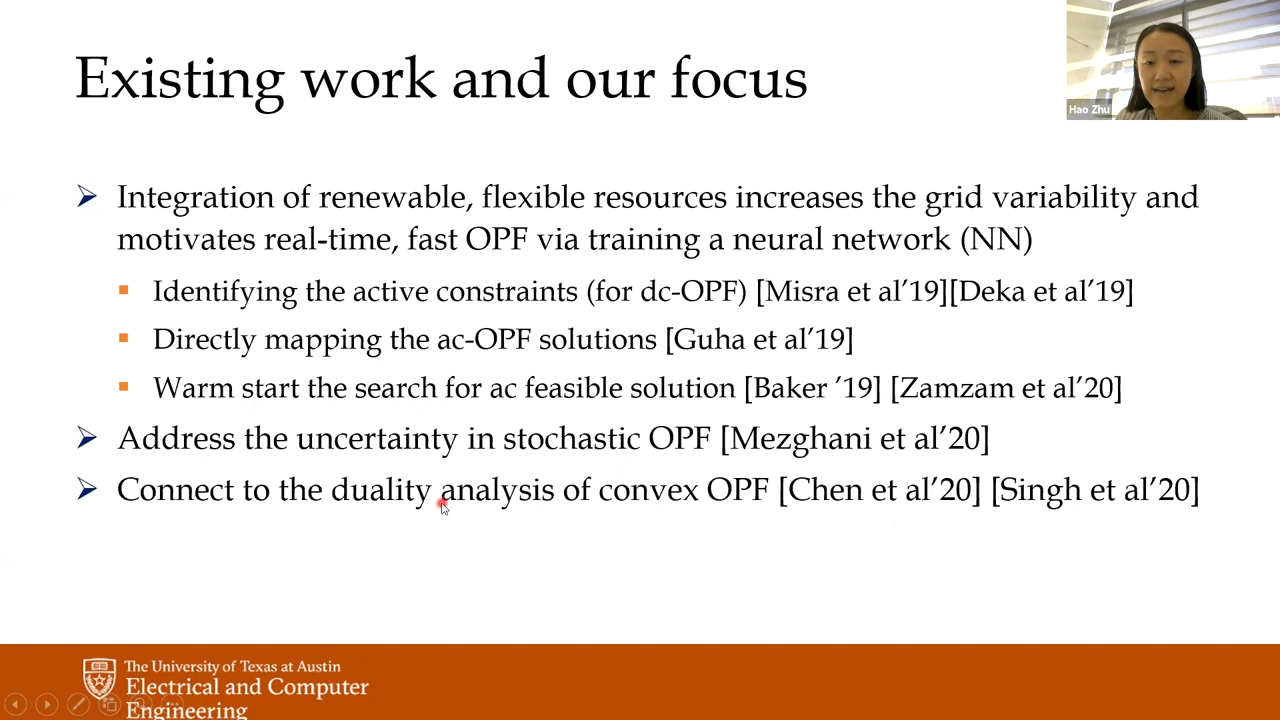 Existing work and our focus
Hao Zhu
Integration of renewable, flexible resources increases the grid variability and
motivates real-time, fast OPF via training a neural network (NN)
Identifying the active constraints (for dc-OPF) [Misra et al’19][Deka et al’19]
Directly mapping the ac-OPF solutions [Guha et al’19]
Warm start the search for ac feasible solution [Baker ’19] [Zamzam et al’20]
Address the uncertainty in stochastic OPF [Mezghani et al’20]
Connect to the duality analysis of convex OPF [Chen et al’20] [Singh et al’20]
The University of Texas at Austin
Electrical and Computer
Engineering